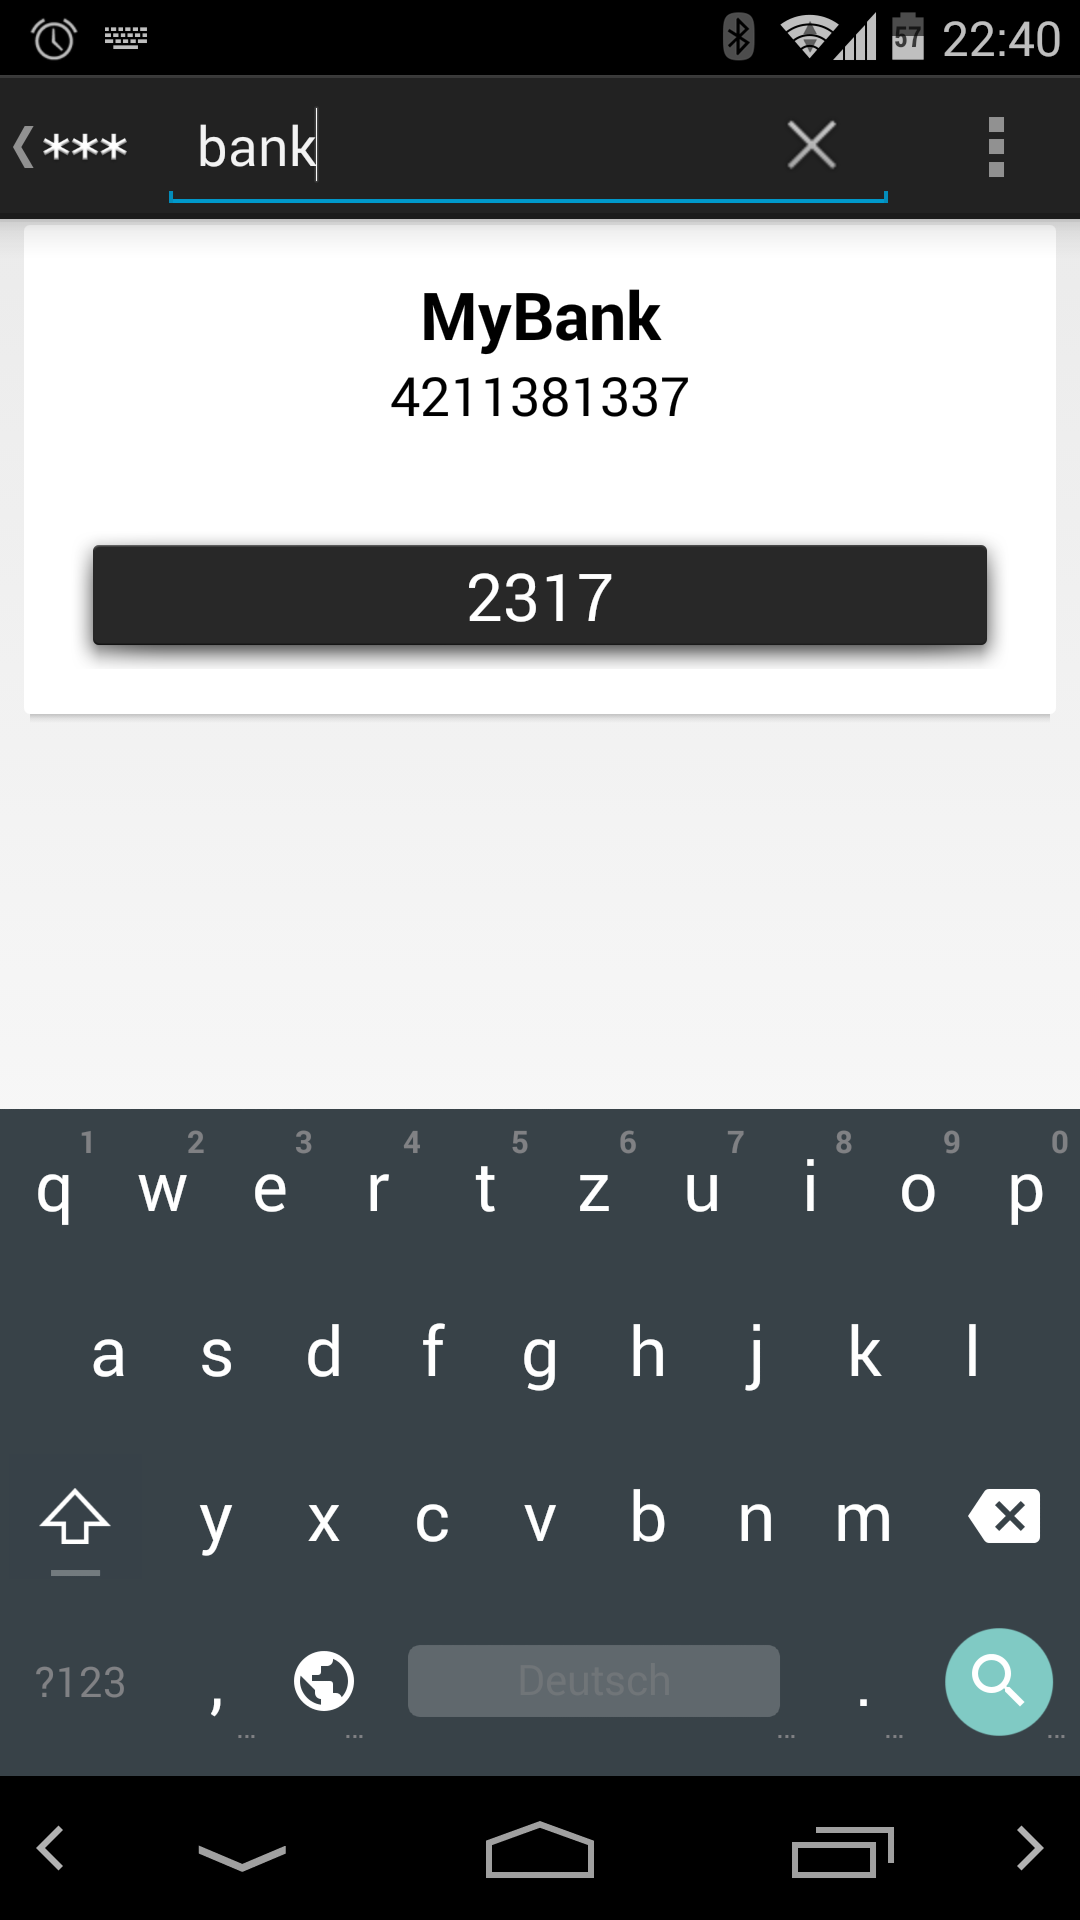 57 22:40
*** bank
MyBank
4211381337
2317
1 2 3 4 5 6 7 8 9 0
q w e r t z u i o p
a s d f g h j k l
y x c v b n m
?123 , Deutsch .